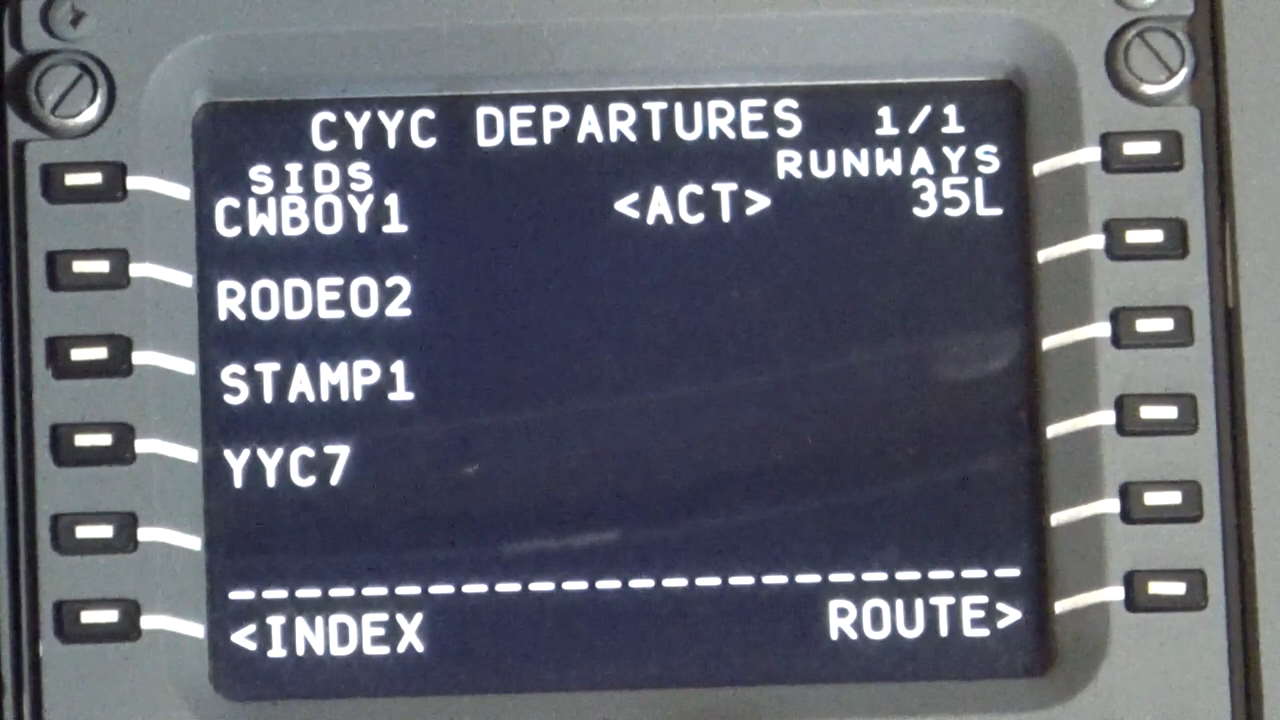 CYYC DEPARTURES 1/1
SIDS RUNWAYS
CWBOY1 <ACT> 35L
RODEO2
STAMP1
YYC7
------------------------
<INDEX ROUTE>